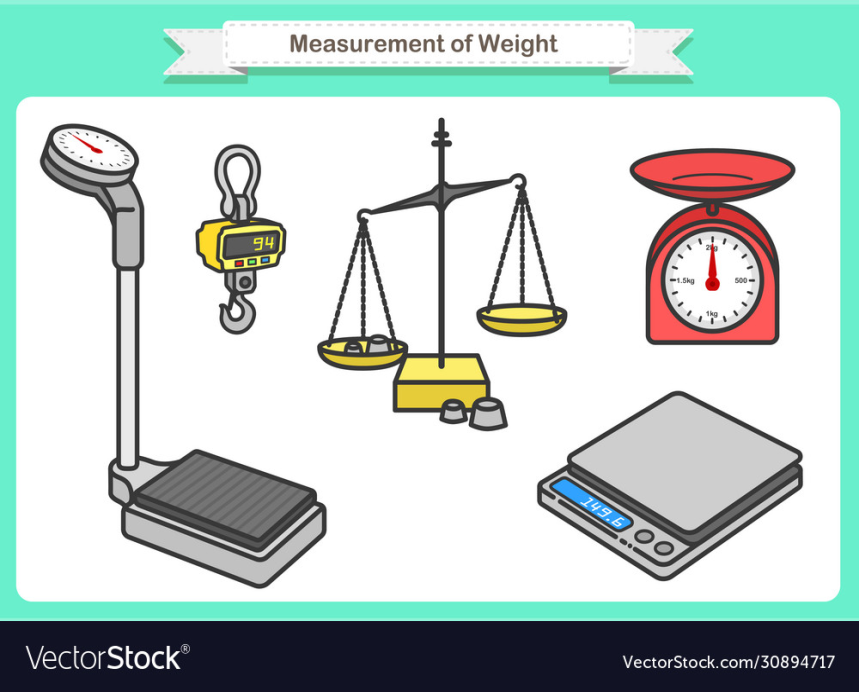 Measurement of Weight
94
2kg
1.5kg
500
1kg
149.6
VectorStock®
VectorStock.com/30894717